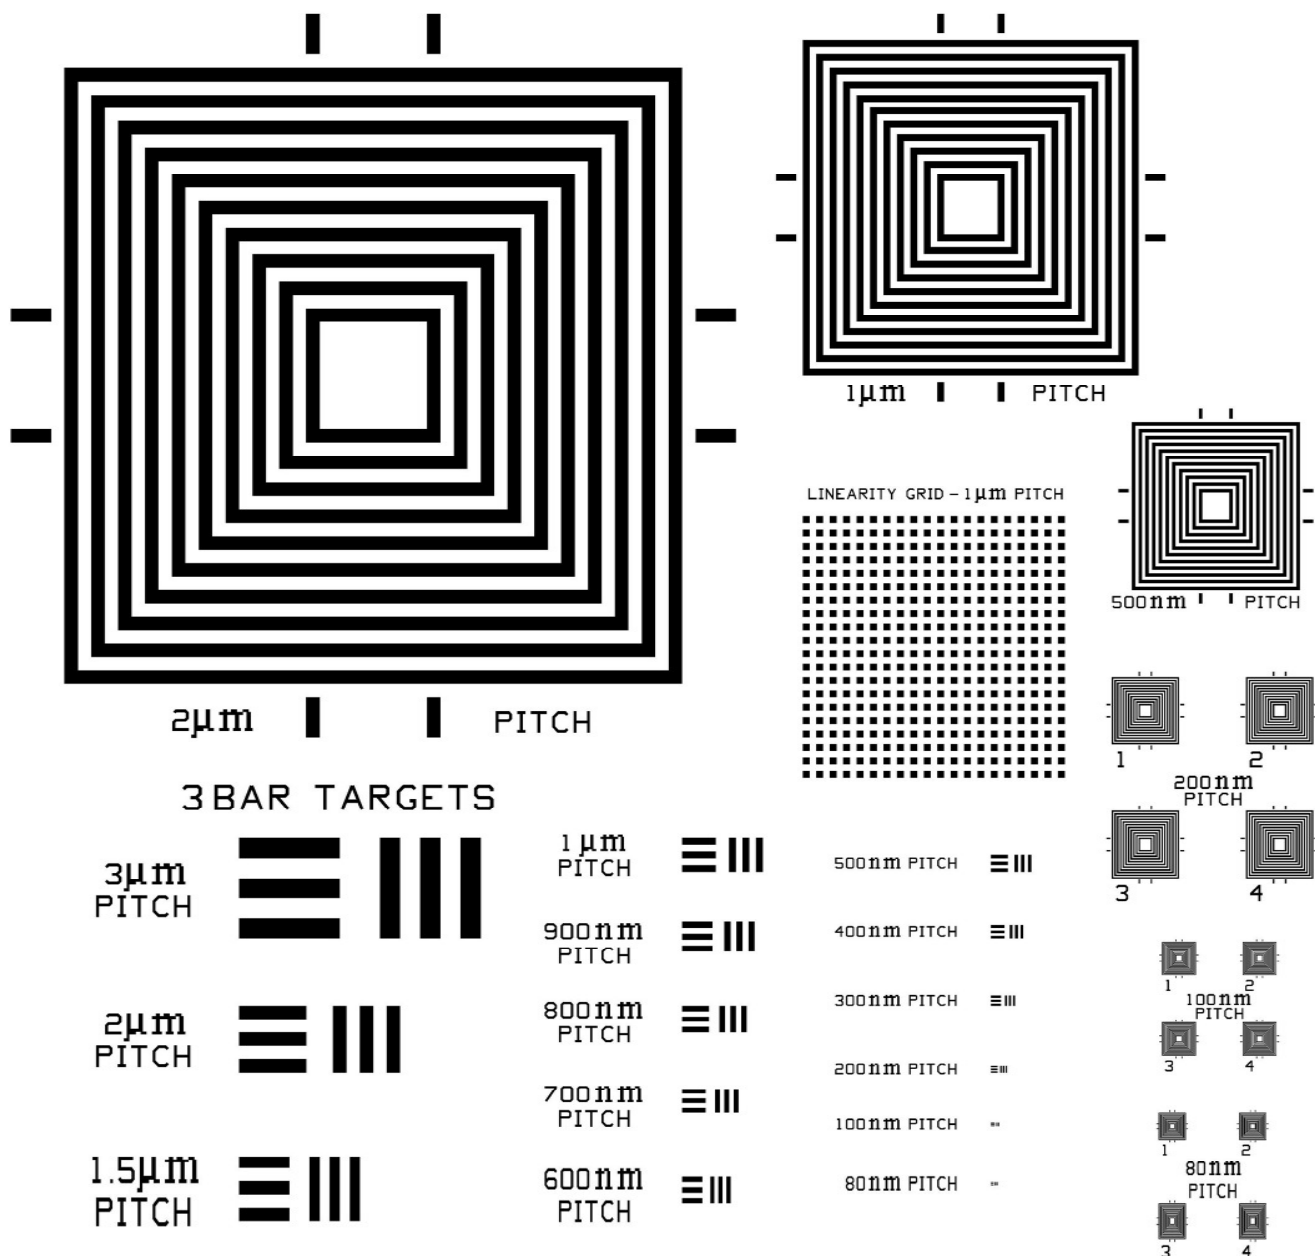 1µm PITCH
LINEARITY GRID – 1µm PITCH
500nm PITCH
2µm PITCH
1 2
200nm
PITCH
3 4
3 BAR TARGETS
3µm
PITCH
2µm
PITCH
1.5µm
PITCH
1µm
PITCH
900nm
PITCH
800nm
PITCH
700nm
PITCH
600nm
PITCH
500nm PITCH
400nm PITCH
300nm PITCH
200nm PITCH
100nm PITCH
80nm PITCH
1 2
100nm
PITCH
3 4
1 2
80nm
PITCH
3 4